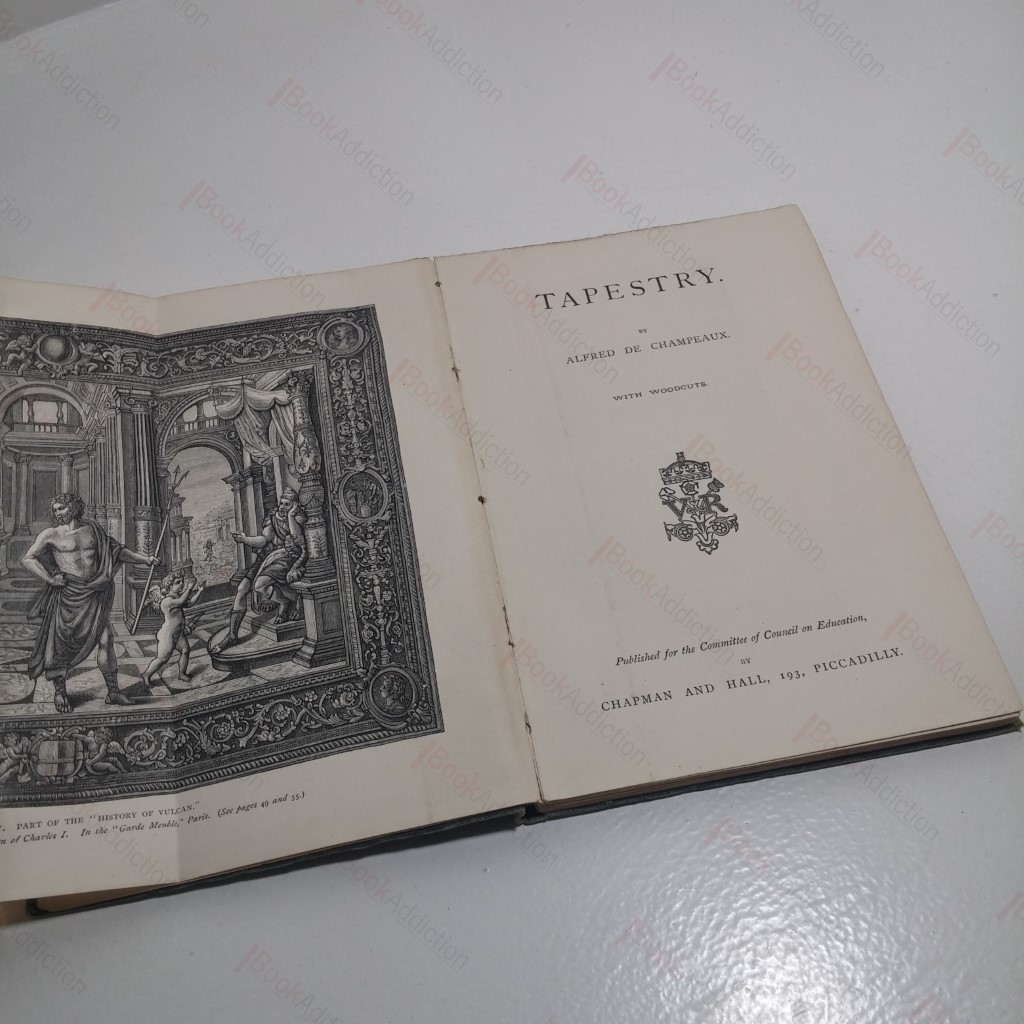 PART OF THE "HISTORY OF VULCAN."
of Charles I. In the "Garde Meuble," Paris. (See pages 49 and 55.)
TAPESTRY.
BY
ALFRED DE CHAMPEAUX.
WITH WOODCUTS.
VR
Published for the Committee of Council on Education,
BY
CHAPMAN AND HALL, 193, PICCADILLY.
BookAddiction